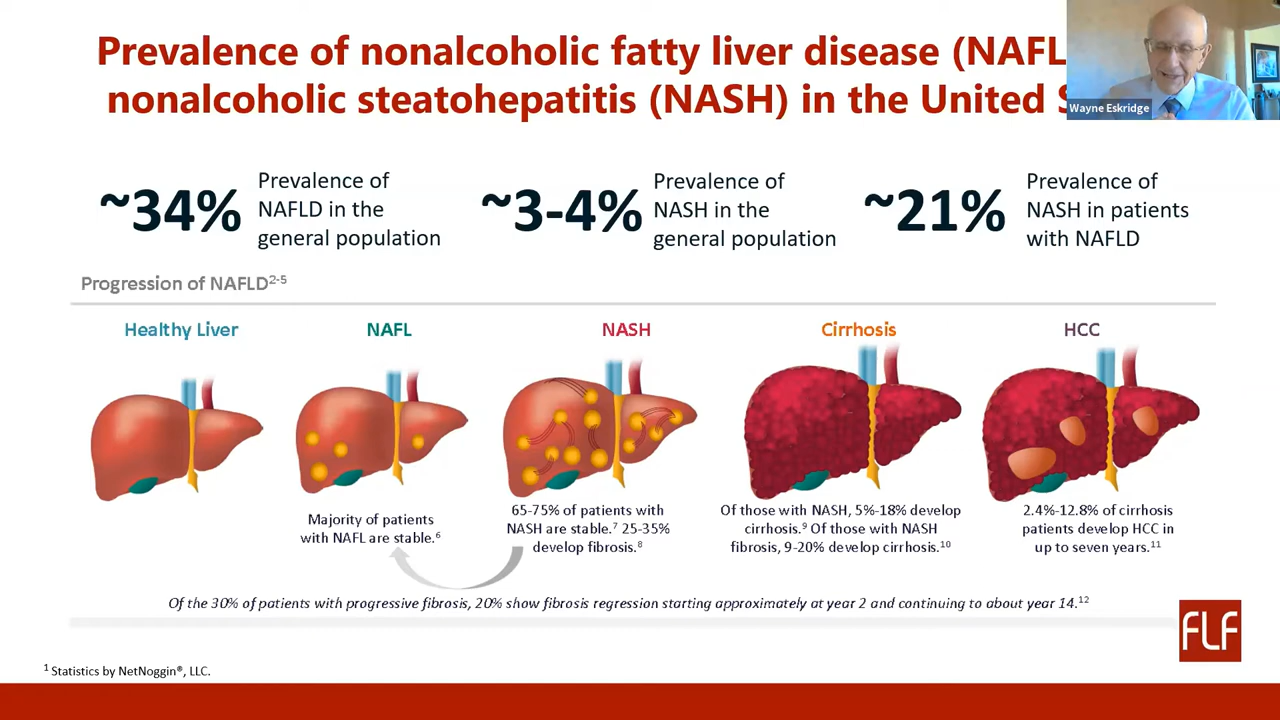 Prevalence of nonalcoholic fatty liver disease (NAFL
nonalcoholic steatohepatitis (NASH) in the United S
Wayne Eskridge
~34%
Prevalence of
NAFLD in the
general population
~3-4%
Prevalence of
NASH in the
general population
~21%
Prevalence of
NASH in patients
with NAFLD
Progression of NAFLD2-5
Healthy Liver
NAFL
NASH
Cirrhosis
HCC
Majority of patients
with NAFL are stable.6
65-75% of patients with
NASH are stable.7 25-35%
develop fibrosis.8
Of those with NASH, 5%-18% develop
cirrhosis.9 Of those with NASH
fibrosis, 9-20% develop cirrhosis.10
2.4%-12.8% of cirrhosis
patients develop HCC in
up to seven years.11
Of the 30% of patients with progressive fibrosis, 20% show fibrosis regression starting approximately at year 2 and continuing to about year 14.12
FLF
1 Statistics by NetNoggin®, LLC.